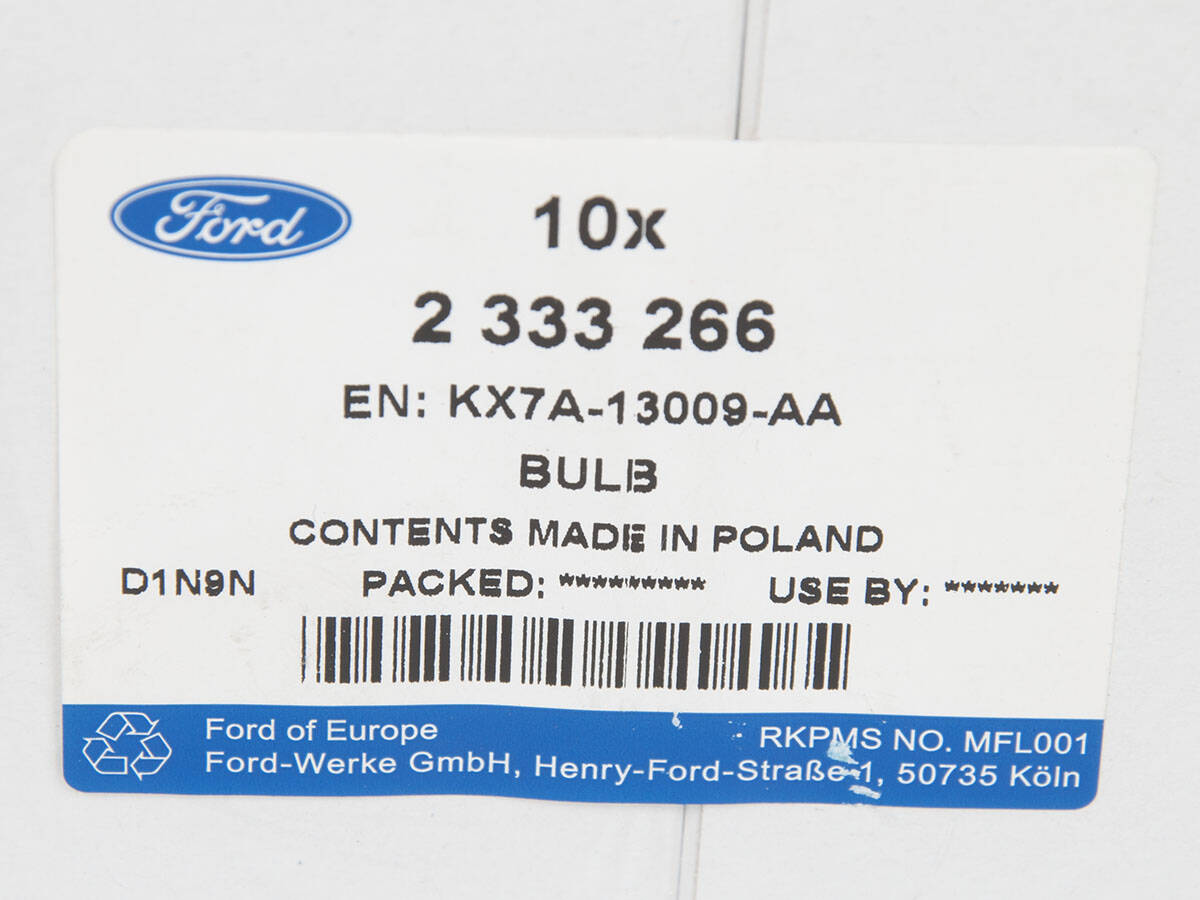 Ford
10x
2 333 266
EN: KX7A-13009-AA
BULB
CONTENTS MADE IN POLAND
D1N9N PACKED: ********** USE BY: ********
Ford of Europe RKPMS NO. MFL001
Ford-Werke GmbH, Henry-Ford-Straße 1, 50735 Köln